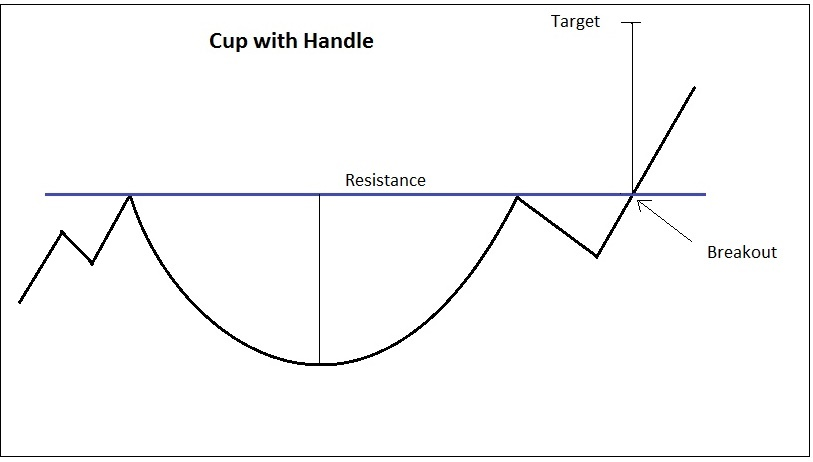 Target
Cup with Handle
Resistance
Breakout